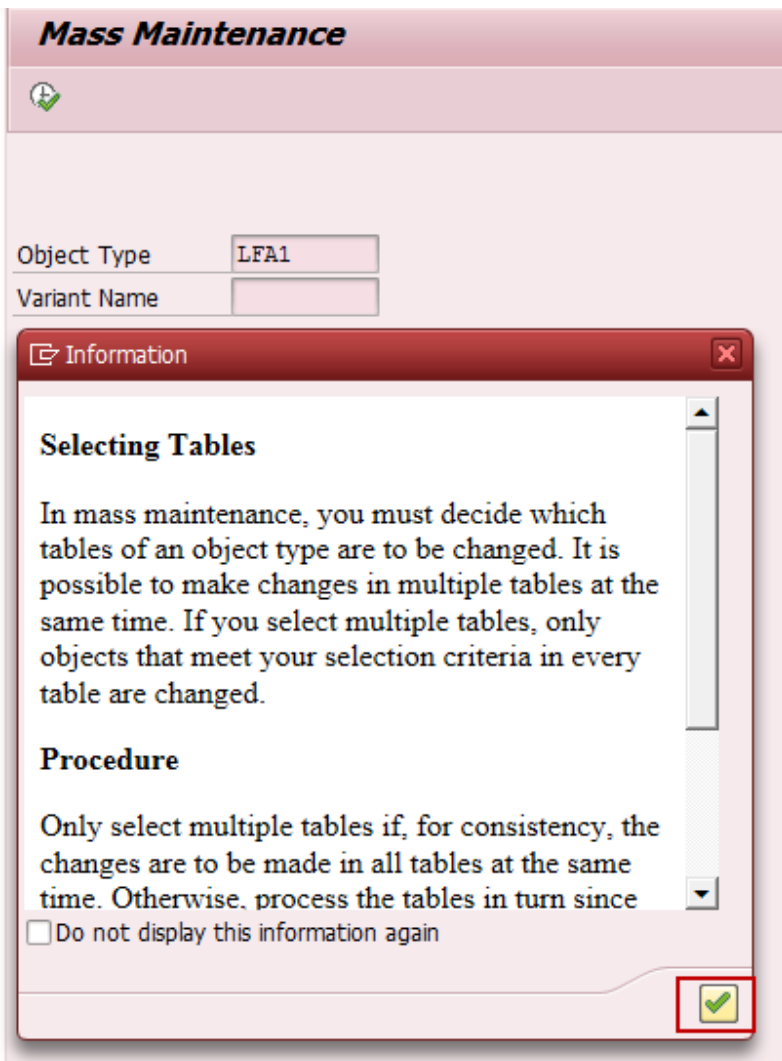 Mass Maintenance
Object Type LFA1
Variant Name
Information
Selecting Tables
In mass maintenance, you must decide which
tables of an object type are to be changed. It is
possible to make changes in multiple tables at the
same time. If you select multiple tables, only
objects that meet your selection criteria in every
table are changed.
Procedure
Only select multiple tables if, for consistency, the
changes are to be made in all tables at the same
time. Otherwise, process the tables in turn since
Do not display this information again